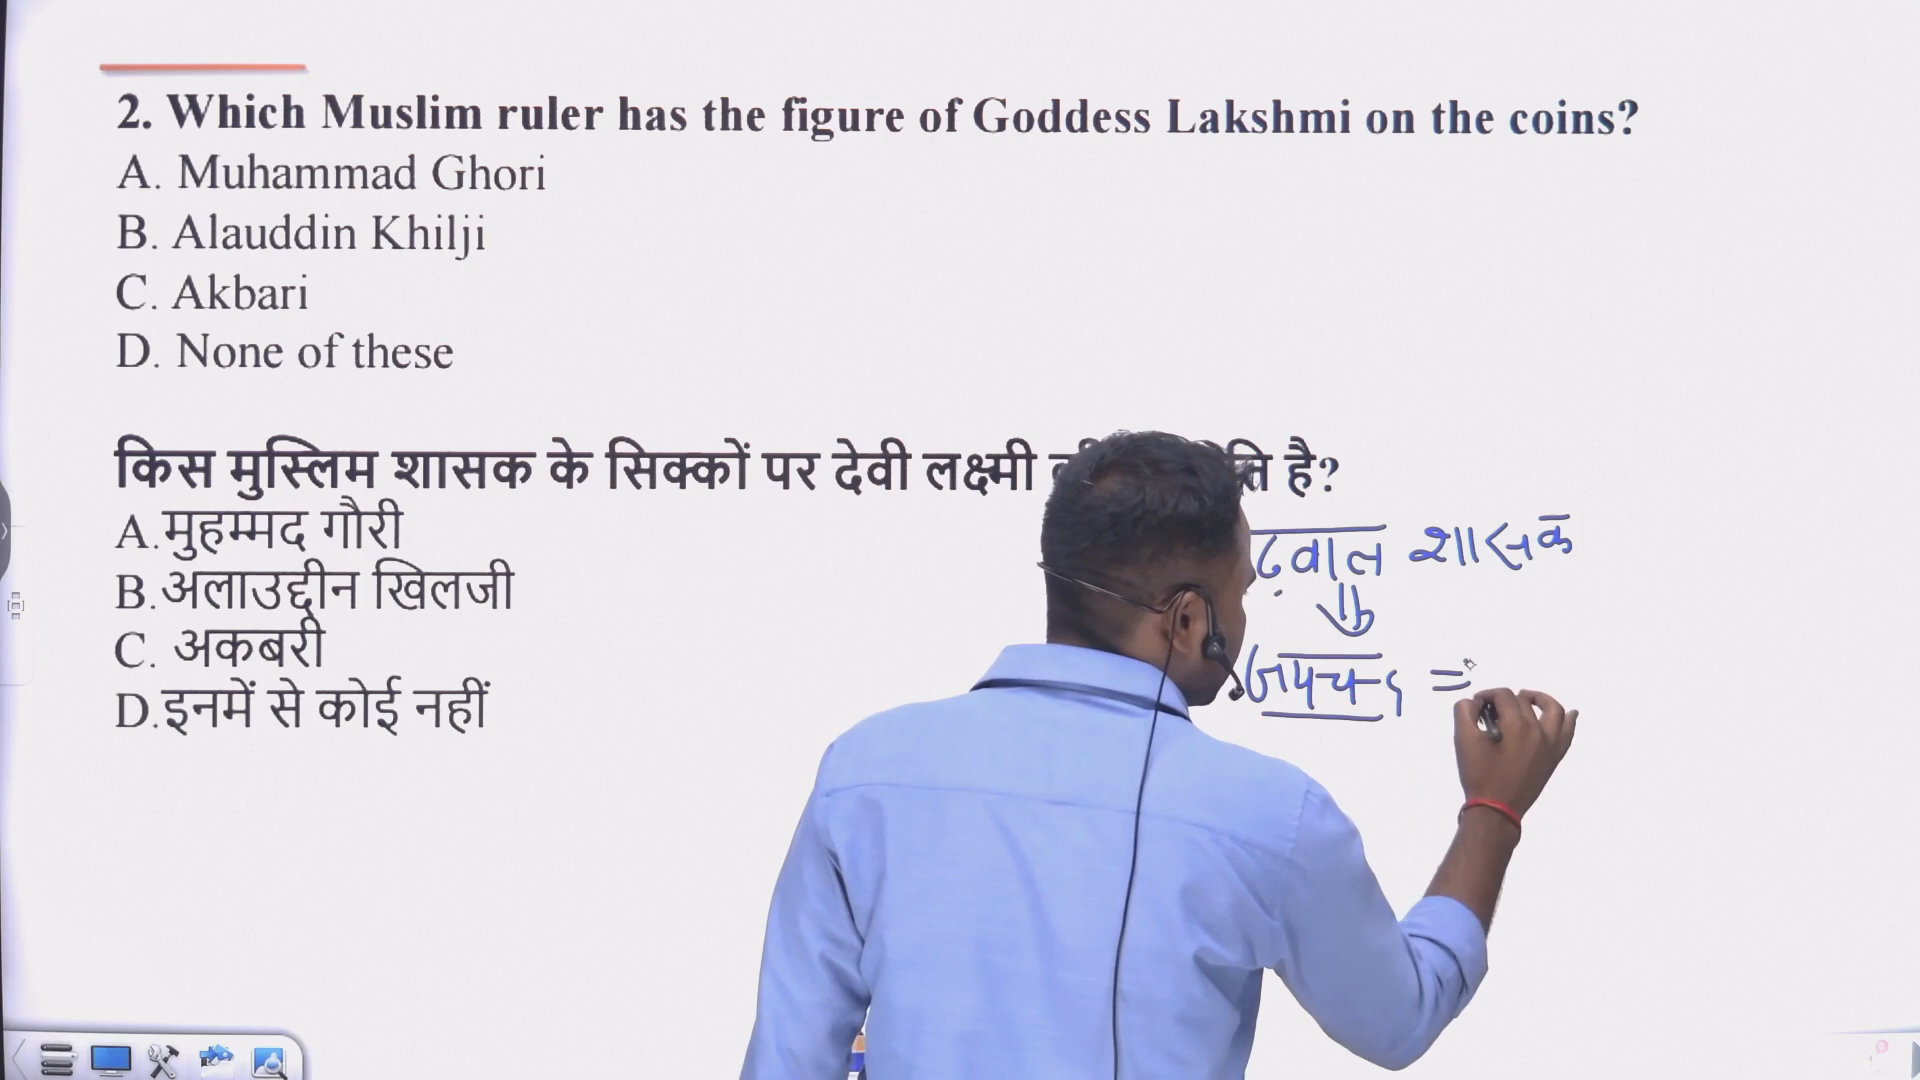 2. Which Muslim ruler has the figure of Goddess Lakshmi on the coins?
A. Muhammad Ghori
B. Alauddin Khilji
C. Akbari
D. None of these
किस मुस्लिम शासक के सिक्कों पर देवी लक्ष्मी है?
A.मुहम्मद गौरी
B.अलाउद्दीन खिलजी
C. अकबरी
D.इनमें से कोई नहीं
शासक
जयचन्द =